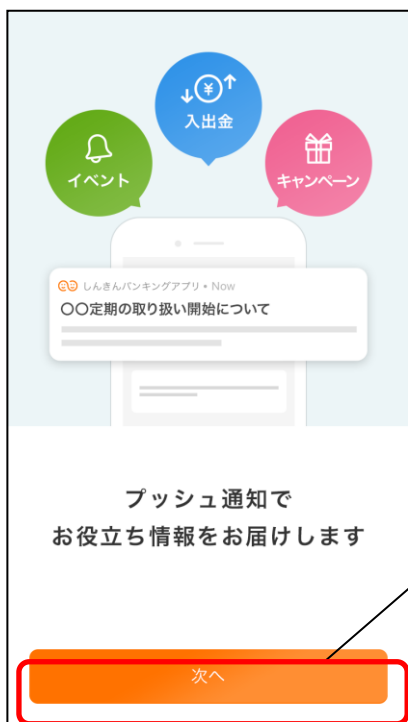 入出金
イベント
キャンペーン
しんきんバンキングアプリ • Now
〇〇定期の取り扱い開始について
プッシュ通知で
お役立ち情報をお届けします
次へ